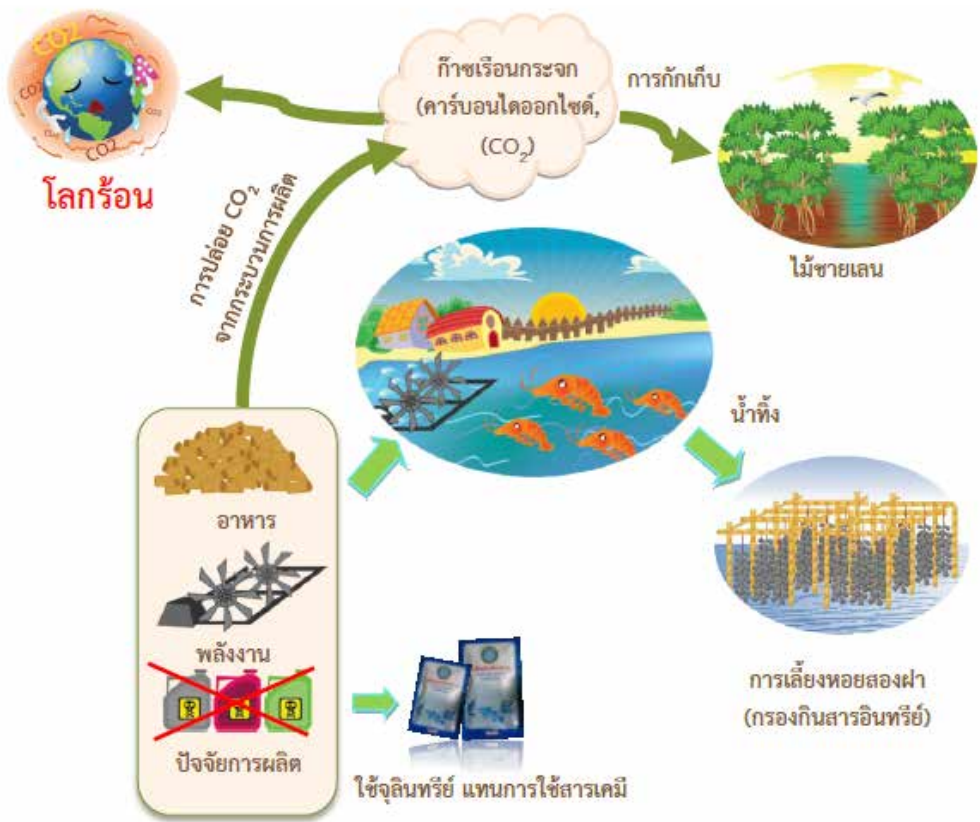 CO2
CO2
CO2
CO2
CO2
โลกร้อน
ก๊าซเรือนกระจก
(คาร์บอนไดออกไซด์,
(CO₂)
การกักเก็บ
ไม้ชายเลน
การปล่อย CO₂
จากกระบวนการผลิต
น้ำทิ้ง
อาหาร
พลังงาน
ปัจจัยการผลิต
ใช้จุลินทรีย์ แทนการใช้สารเคมี
การเลี้ยงหอยสองฝา
(กรองกินสารอินทรีย์)